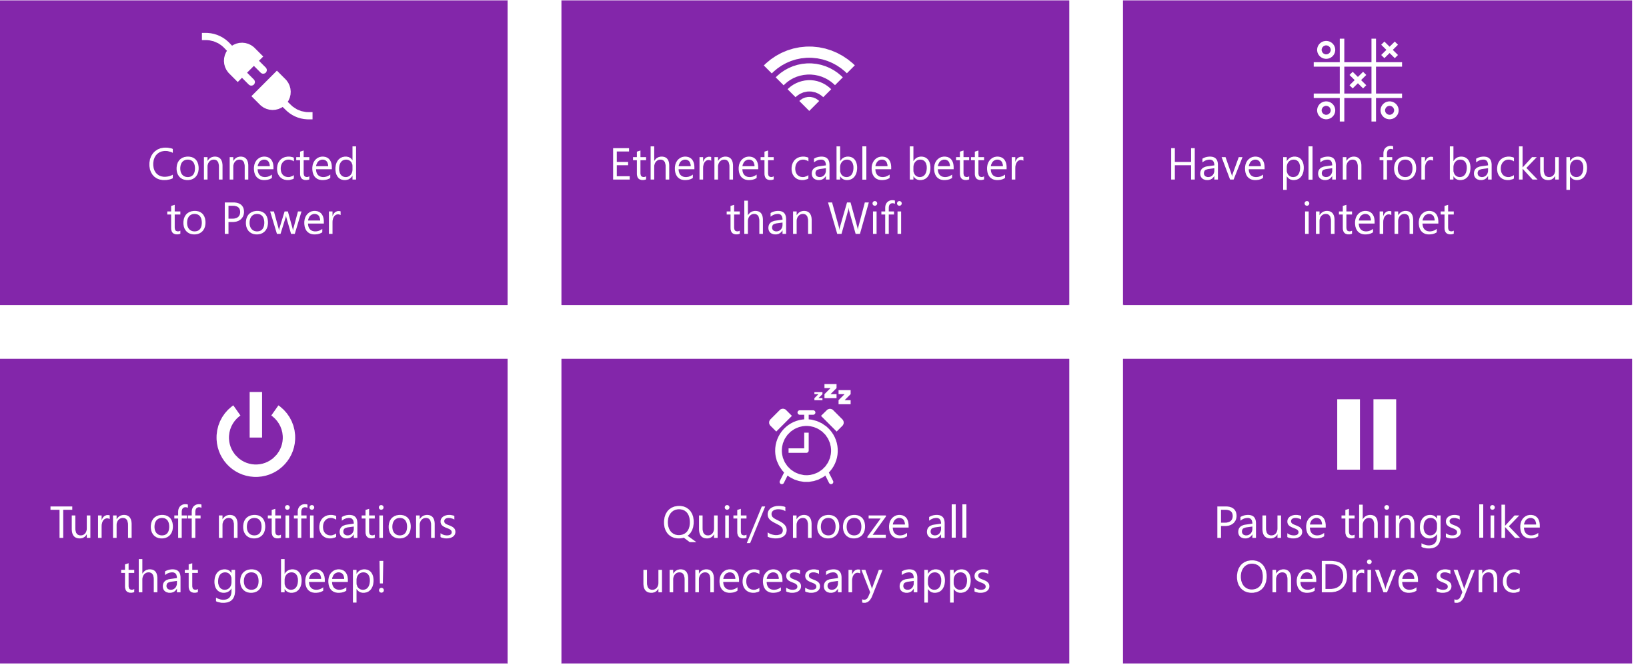 Connected
to Power
Ethernet cable better
than Wifi
Have plan for backup
internet
zzz
Turn off notifications
that go beep!
Quit/Snooze all
unnecessary apps
Pause things like
OneDrive sync